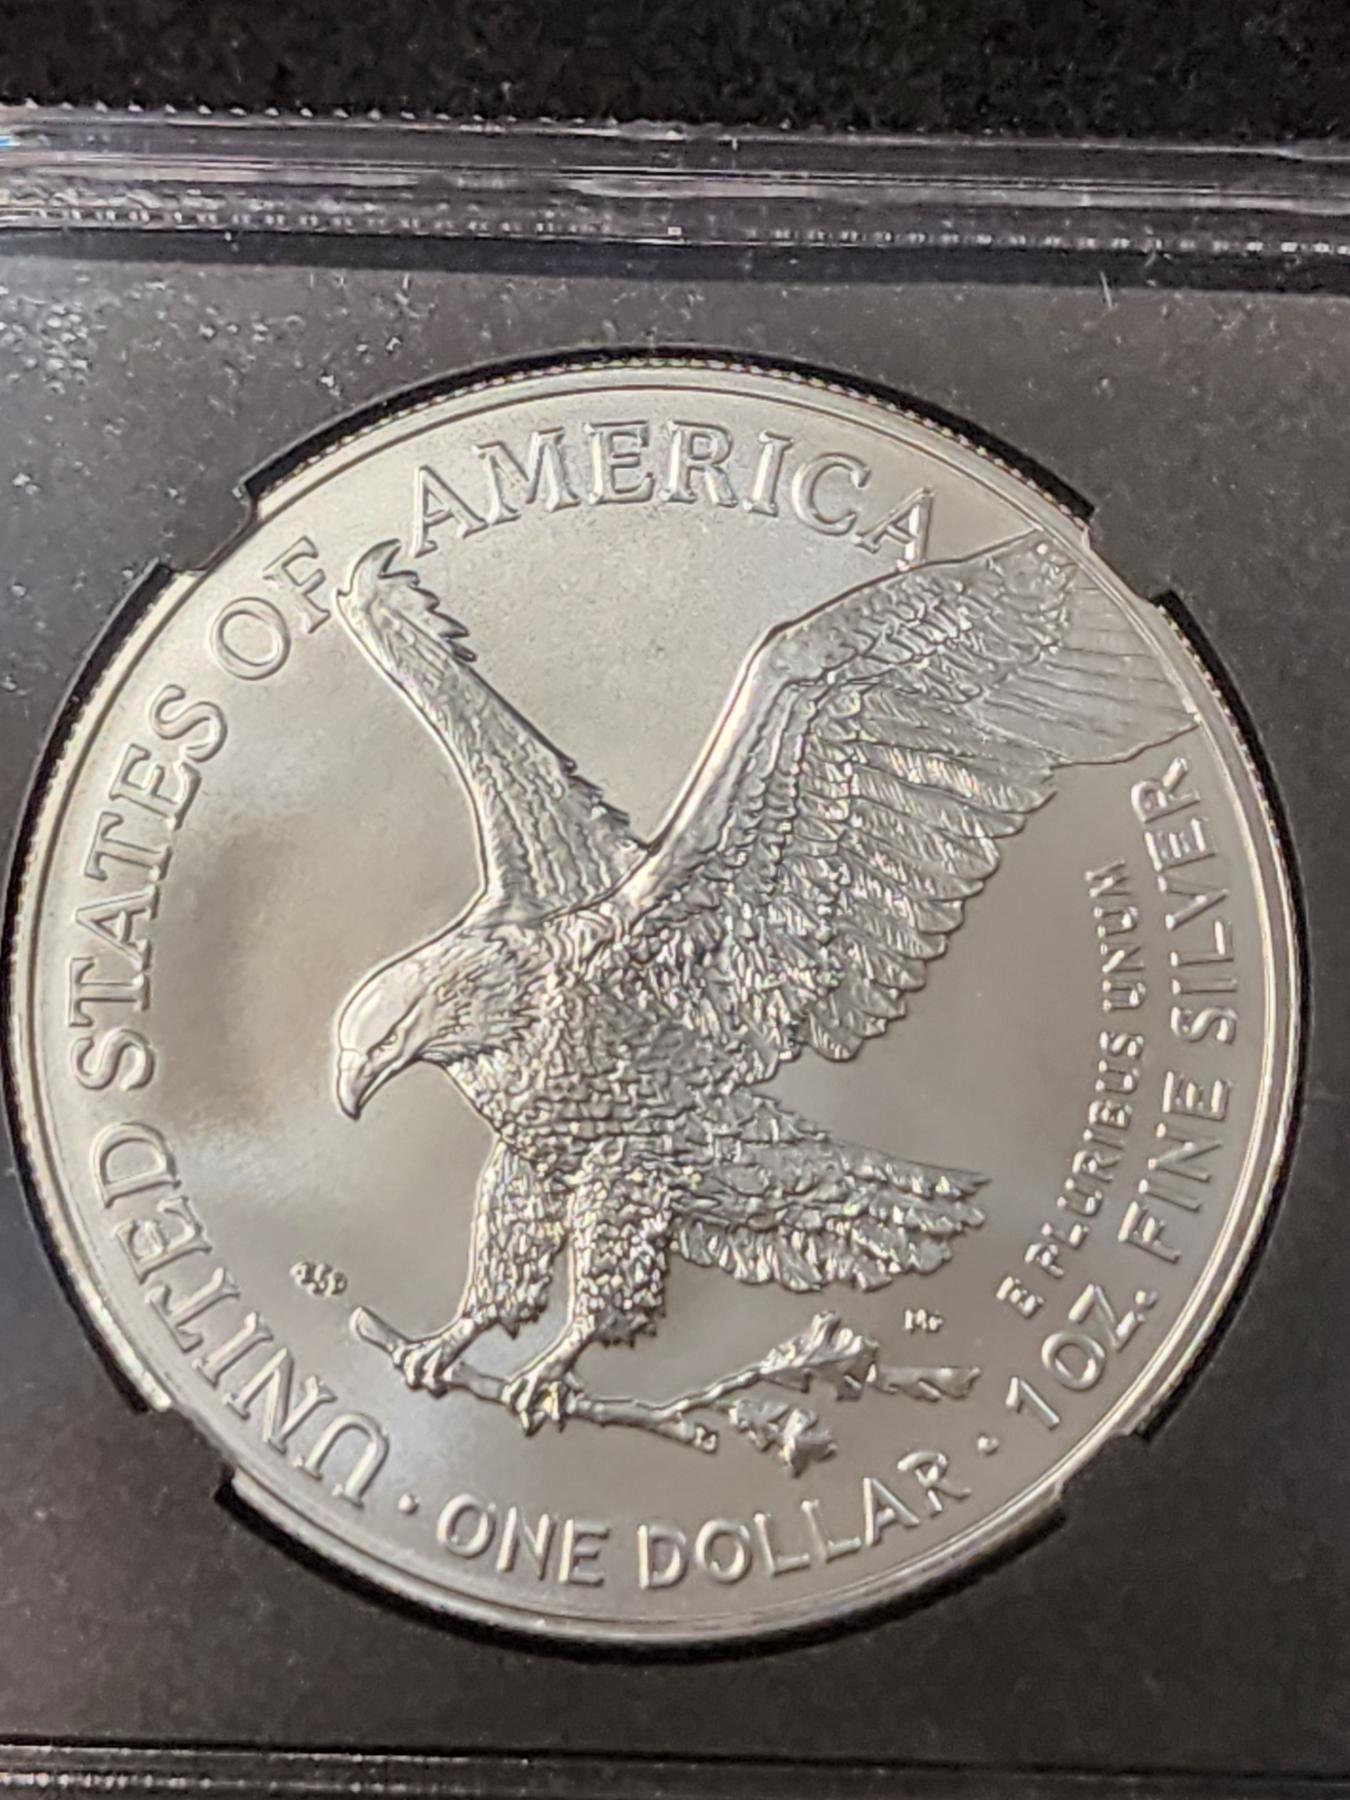 UNITED STATES OF AMERICA
E PLURIBUS UNUM
1 OZ. FINE SILVER
· ONE DOLLAR ·